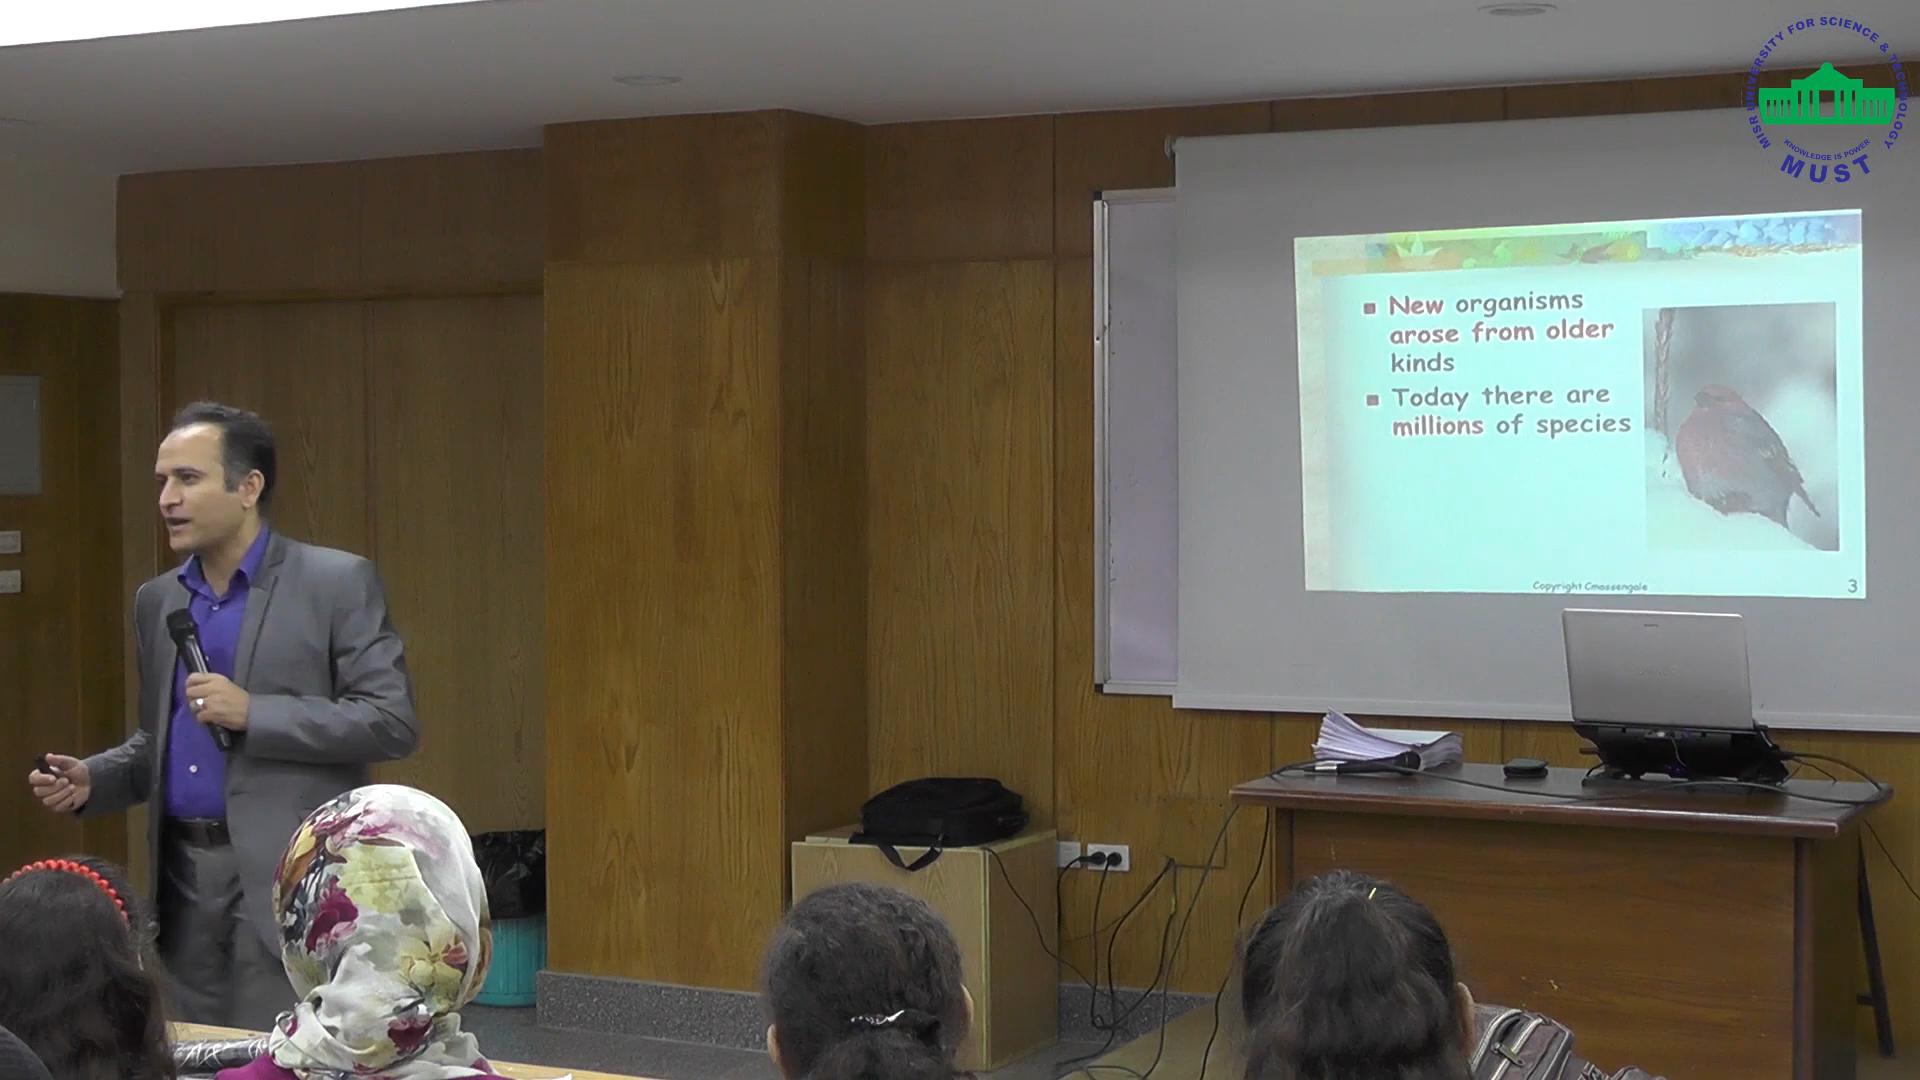 MISR UNIVERSITY FOR SCIENCE & TECHNOLOGY
KNOWLEDGE IS POWER
MUST
New organisms
arose from older
kinds
Today there are
millions of species
Copyright Cmassengale
3